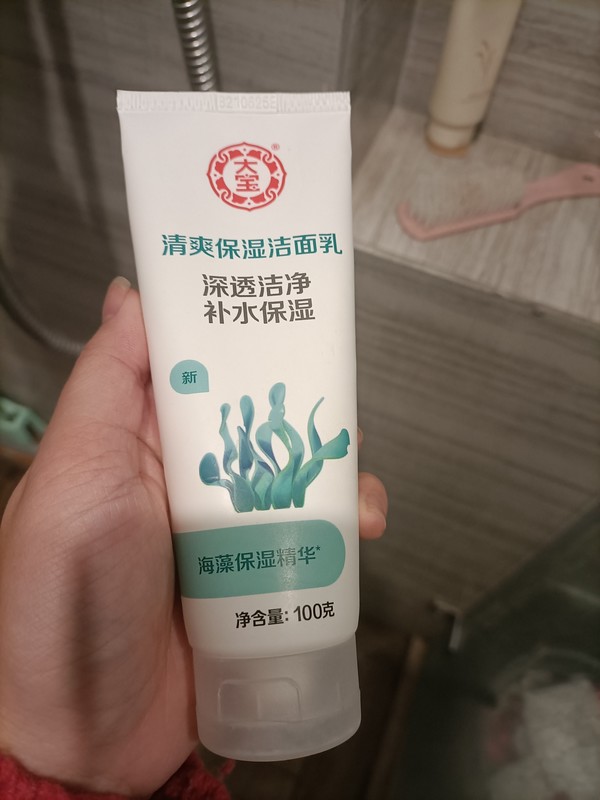 大宝
®
清爽保湿洁面乳
深透洁净
补水保湿
新
海藻保湿精华*
净含量：100克